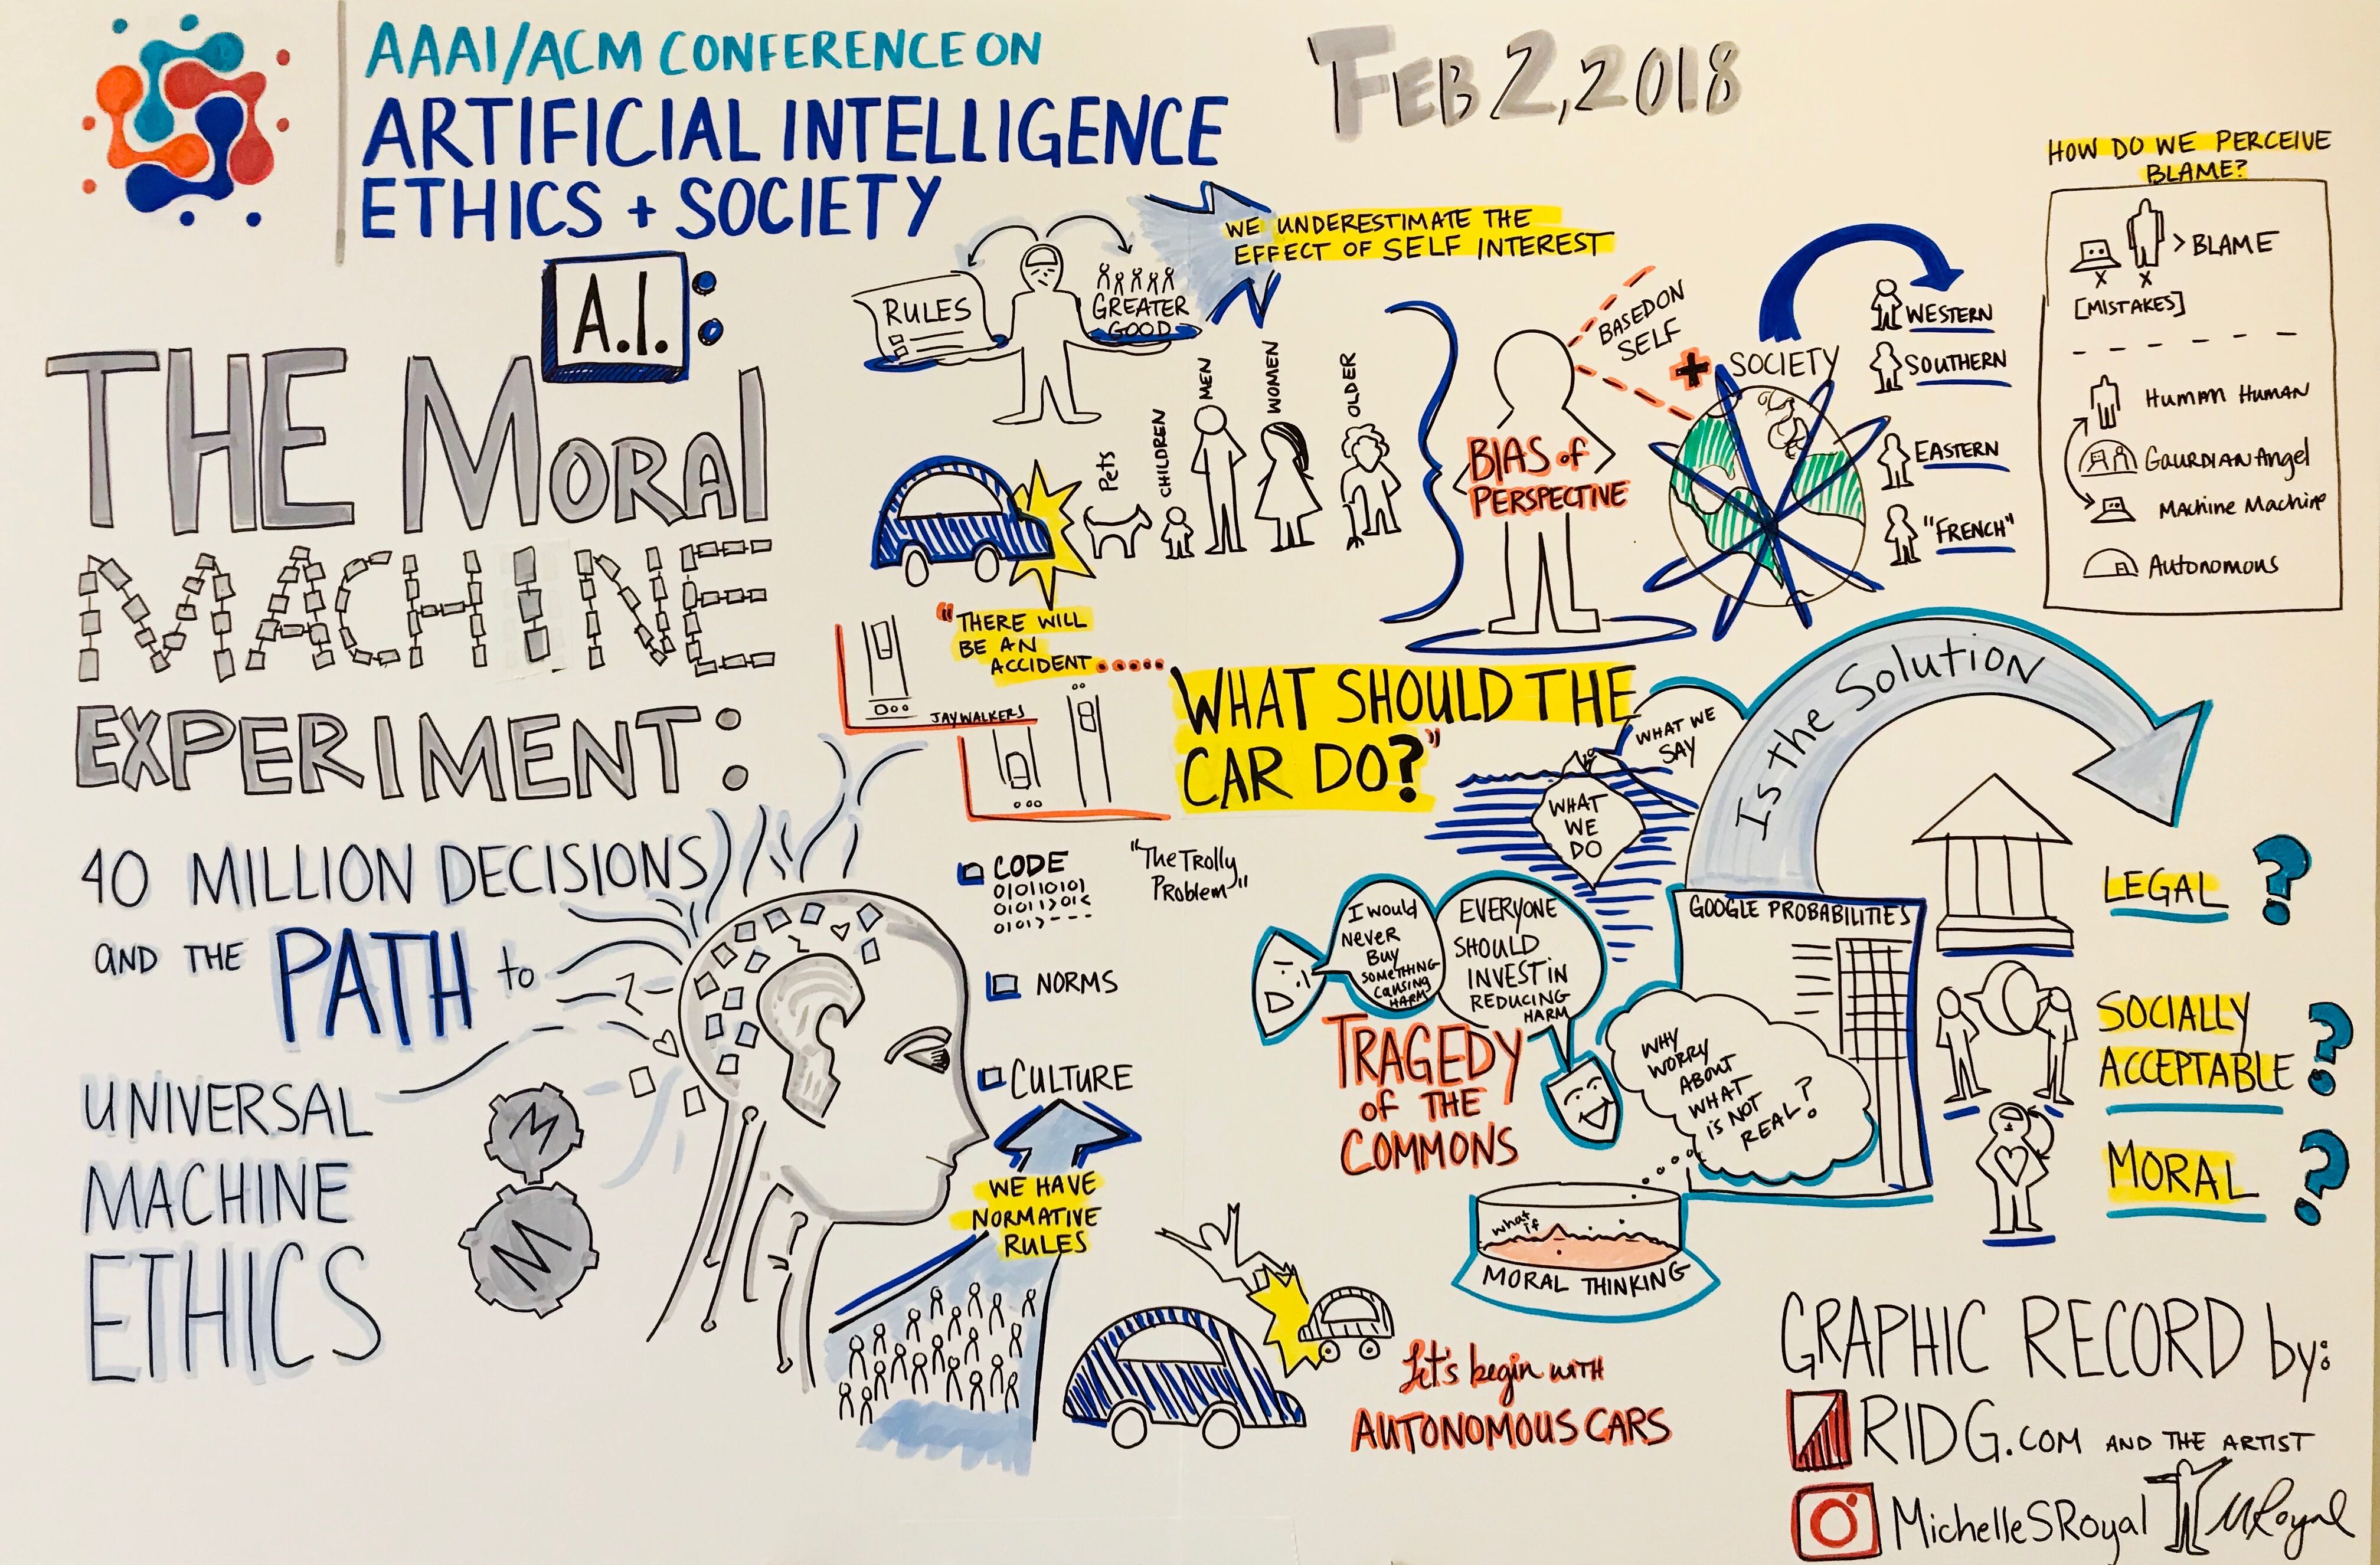 AAAI/ACM CONFERENCE ON
ARTIFICIAL INTELLIGENCE
ETHICS + SOCIETY
FEB 2, 2018
A.I.:
THE MORAL
MACHINE
EXPERIMENT:
40 MILLION DECISIONS
AND THE PATH to
UNIVERSAL
MACHINE
ETHICS
M
M
RULES
GREATER
GOOD
WE UNDERESTIMATE THE
EFFECT OF SELF INTEREST
Pets
CHILDREN
MEN
WOMEN
OLDER
BIAS of
PERSPECTIVE
BASED ON
SELF
+ SOCIETY
WESTERN
SOUTHERN
EASTERN
"FRENCH"
HOW DO WE PERCEIVE
BLAME?
> BLAME
X X
[MISTAKES]
Human Human
Gaurdian Angel
Machine Machine
Autonomous
"THERE WILL
BE AN
ACCIDENT.....
WHAT SHOULD THE
CAR DO?"
JAYWALKERS
"The Trolly
Problem"
CODE
NORMS
CULTURE
WE HAVE
NORMATIVE
RULES
WHAT WE
SAY
WHAT
WE
DO
I would
Never
Buy
SOMETHING
CAUSING
HARM
EVERYONE
SHOULD
INVEST IN
REDUCING
HARM
TRAGEDY
of THE
COMMONS
Is the Solution
GOOGLE PROBABILITIES
WHY
WORRY
ABOUT
WHAT
IS NOT
REAL?
what
if
MORAL THINKING
LEGAL ?
SOCIALLY
ACCEPTABLE ?
MORAL ?
Let's begin WITH
AUTONOMOUS CARS
GRAPHIC RECORD by:
RIDG.COM AND THE ARTIST
MichelleSRoyal
MRoyal